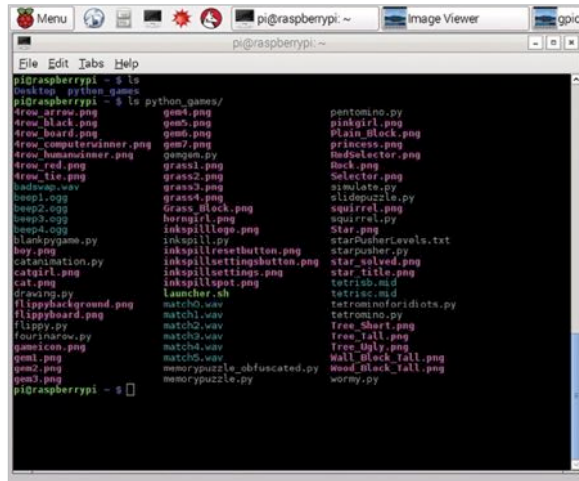 Menu pi@raspberrypi: ~ Image Viewer gpic
pi@raspberrypi: ~
File Edit Tabs Help
pi@raspberrypi ~ $ ls
Desktop python_games
pi@raspberrypi ~ $ ls python_games/
4row_arrow.png gem4.png pentomino.py
4row_black.png gem5.png pinkgirl.png
4row_board.png gem6.png Plain_Block.png
4row_computerwinner.png gem7.png princess.png
4row_humanwinner.png gemgem.py RedSelector.png
4row_red.png grass1.png Rock.png
4row_tie.png grass2.png Selector.png
badswap.wav grass3.png simulate.py
beep1.ogg grass4.png slidepuzzle.py
beep2.ogg Grass_Block.png squirrel.png
beep3.ogg horngirl.png squirrel.py
beep4.ogg inkspilllogo.png Star.png
blankpygame.py inkspill.py starPusherLevels.txt
boy.png inkspillresetbutton.png starpusher.py
catanimation.py inkspillsettingsbutton.png star_solved.png
catgirl.png inkspillsettings.png star_title.png
cat.png inkspillspot.png tetrisb.mid
drawing.py launcher.sh tetrisc.mid
flippybackground.png match0.wav tetrominoforidiots.py
flippyboard.png match1.wav tetromino.py
flippy.py match2.wav Tree_Short.png
fourinarow.py match3.wav Tree_Tall.png
gameicon.png match4.wav Tree_Ugly.png
gem1.png match5.wav Wall_Block_Tall.png
gem2.png memorypuzzle_obfuscated.py Wood_Block_Tall.png
gem3.png memorypuzzle.py wormy.py
pi@raspberrypi ~ $